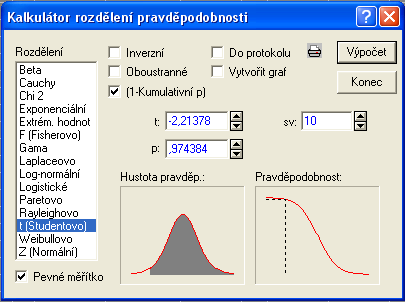 Kalkulátor rozdělení pravděpodobnosti
Rozdělení
Beta
Cauchy
Chi 2
Exponenciální
Extrém. hodnot
F (Fisherovo)
Gama
Laplaceovo
Log-normální
Logistické
Paretovo
Rayleighovo
t (Studentovo)
Weibullovo
Z (Normální)
Pevné měřítko
Inverzní
Do protokolu
Oboustranné
Vytvořit graf
(1-Kumulativní p)
Výpočet
Konec
t: -2,21378
sv: 10
p: ,974384
Hustota pravděp.:
Pravděpodobnost: